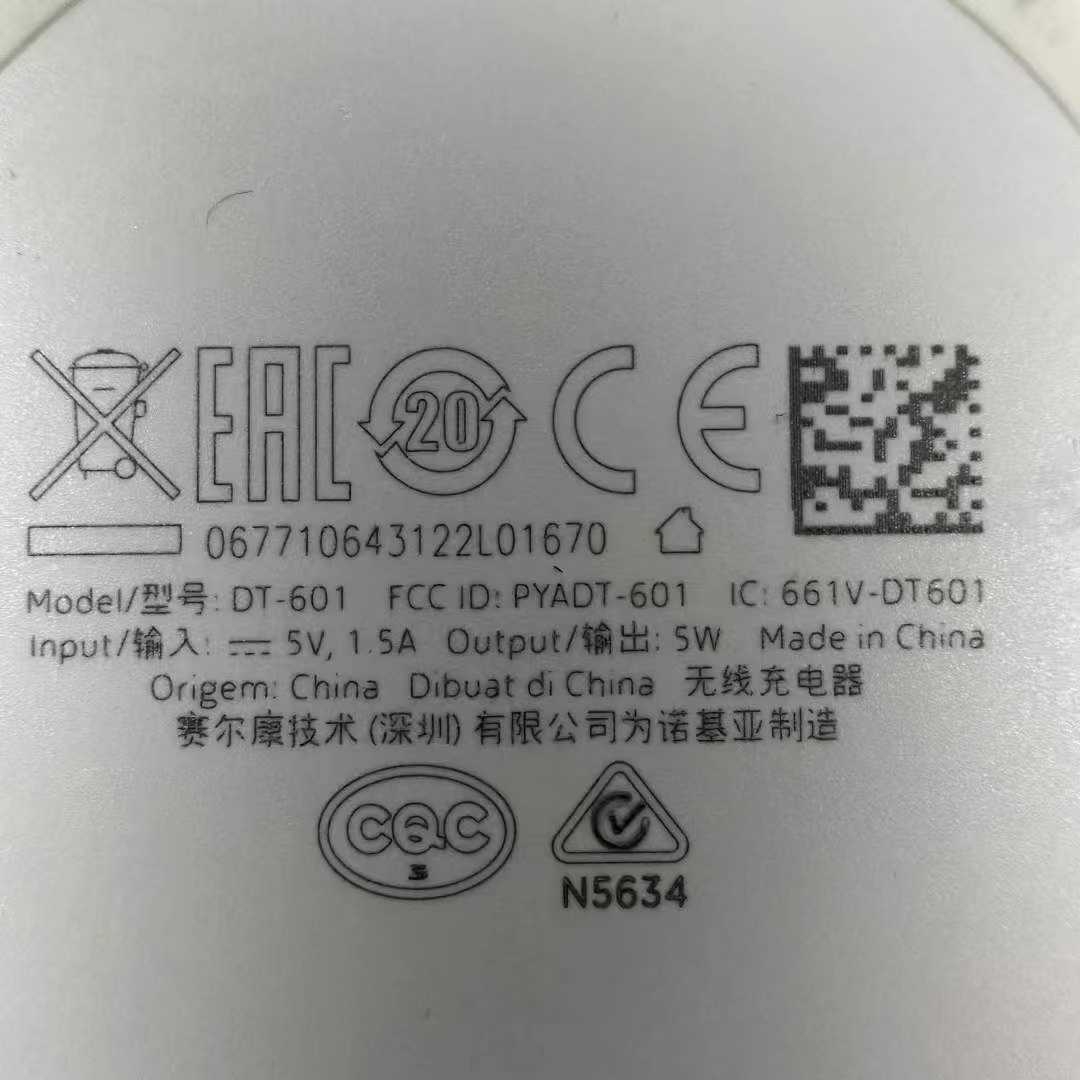 EAC 20 CE
067710643122L01670
Model/型号: DT-601 FCC ID: PYADT-601 IC: 661V-DT601
Input/输入: ⎓ 5V, 1.5A Output/输出: 5W Made in China
Origem: China Dibuat di China 无线充电器
赛尔康技术 (深圳) 有限公司为诺基亚制造
CQC
N5634